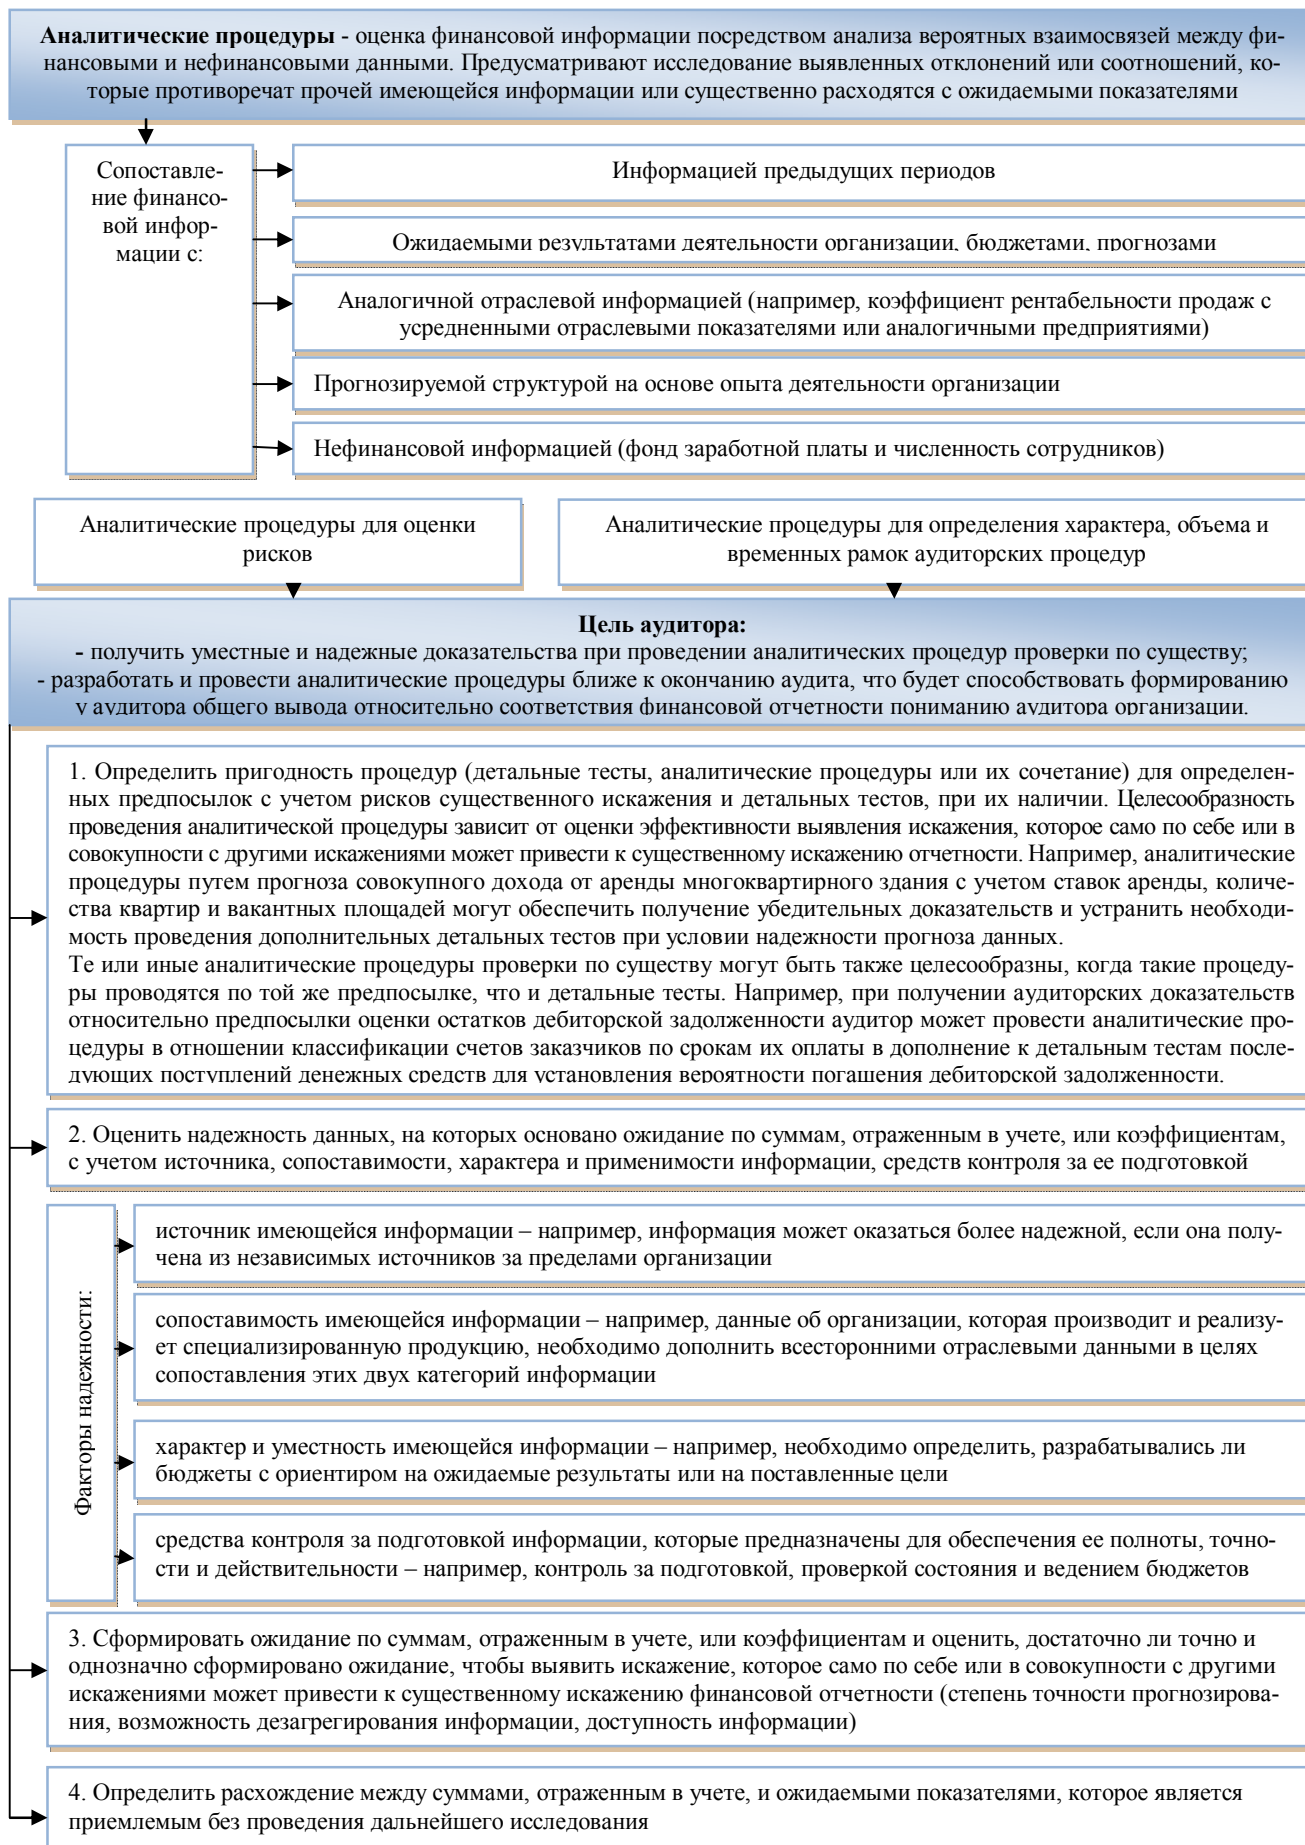 Аналитические процедуры - оценка финансовой информации посредством анализа вероятных взаимосвязей между фи-
нансовыми и нефинансовыми данными. Предусматривают исследование выявленных отклонений или соотношений, ко-
торые противоречат прочей имеющейся информации или существенно расходятся с ожидаемыми показателями
Сопоставле-
ние финансо-
вой инфор-
мации с:
Информацией предыдущих периодов
Ожидаемыми результатами деятельности организации, бюджетами, прогнозами
Аналогичной отраслевой информацией (например, коэффициент рентабельности продаж с
усредненными отраслевыми показателями или аналогичными предприятиями)
Прогнозируемой структурой на основе опыта деятельности организации
Нефинансовой информацией (фонд заработной платы и численность сотрудников)
Аналитические процедуры для оценки
рисков
Аналитические процедуры для определения характера, объема и
временных рамок аудиторских процедур
Цель аудитора:
- получить уместные и надежные доказательства при проведении аналитических процедур проверки по существу;
- разработать и провести аналитические процедуры ближе к окончанию аудита, что будет способствовать формированию
у аудитора общего вывода относительно соответствия финансовой отчетности пониманию аудитора организации.
1. Определить пригодность процедур (детальные тесты, аналитические процедуры или их сочетание) для определен-
ных предпосылок с учетом рисков существенного искажения и детальных тестов, при их наличии. Целесообразность
проведения аналитической процедуры зависит от оценки эффективности выявления искажения, которое само по себе или в
совокупности с другими искажениями может привести к существенному искажению отчетности. Например, аналитические
процедуры путем прогноза совокупного дохода от аренды многоквартирного здания с учетом ставок аренды, количе-
ства квартир и вакантных площадей могут обеспечить получение убедительных доказательств и устранить необходи-
мость проведения дополнительных детальных тестов при условии надежности прогноза данных.
Те или иные аналитические процедуры проверки по существу могут быть также целесообразны, когда такие процеду-
ры проводятся по той же предпосылке, что и детальные тесты. Например, при получении аудиторских доказательств
относительно предпосылки оценки остатков дебиторской задолженности аудитор может провести аналитические про-
цедуры в отношении классификации счетов заказчиков по срокам их оплаты в дополнение к детальным тестам после-
дующих поступлений денежных средств для установления вероятности погашения дебиторской задолженности.
2. Оценить надежность данных, на которых основано ожидание по суммам, отраженным в учете, или коэффициентам,
с учетом источника, сопоставимости, характера и применимости информации, средств контроля за ее подготовкой
Факторы надежности:
источник имеющейся информации – например, информация может оказаться более надежной, если она полу-
чена из независимых источников за пределами организации
сопоставимость имеющейся информации – например, данные об организации, которая производит и реализу-
ет специализированную продукцию, необходимо дополнить всесторонними отраслевыми данными в целях
сопоставления этих двух категорий информации
характер и уместность имеющейся информации – например, необходимо определить, разрабатывались ли
бюджеты с ориентиром на ожидаемые результаты или на поставленные цели
средства контроля за подготовкой информации, которые предназначены для обеспечения ее полноты, точно-
сти и действительности – например, контроль за подготовкой, проверкой состояния и ведением бюджетов
3. Сформировать ожидание по суммам, отраженным в учете, или коэффициентам и оценить, достаточно ли точно и
однозначно сформировано ожидание, чтобы выявить искажение, которое само по себе или в совокупности с другими
искажениями может привести к существенному искажению финансовой отчетности (степень точности прогнозирова-
ния, возможность дезагрегирования информации, доступность информации)
4. Определить расхождение между суммами, отраженным в учете, и ожидаемыми показателями, которое является
приемлемым без проведения дальнейшего исследования